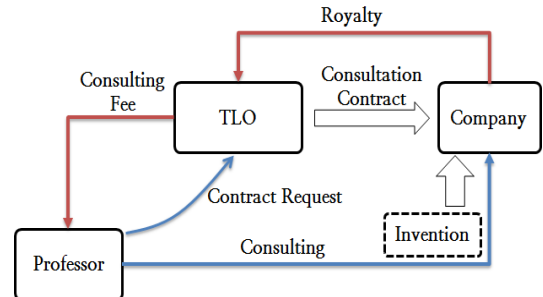 Royalty
Consulting
Fee
TLO
Consultation
Contract
Company
Contract Request
Professor
Consulting
Invention